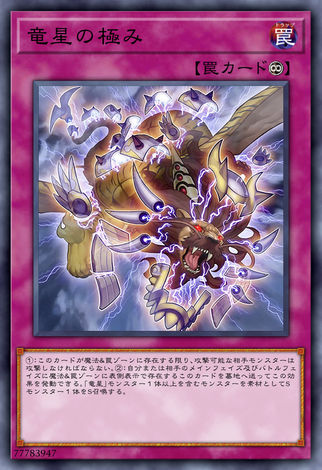 竜星の極み
トラップ
罠
【罠カード】
①:このカードが魔法&罠ゾーンに存在する限り、攻撃可能な相手モンスターは
攻撃しなければならない。②:自分または相手のメインフェイズ及びバトルフェ
イズに魔法&罠ゾーンに表側表示で存在するこのカードを墓地へ送ってこの効
果を発動できる。「竜星」モンスター1体以上を含むモンスターを素材としてS
モンスター1体をS召喚する。
77783947